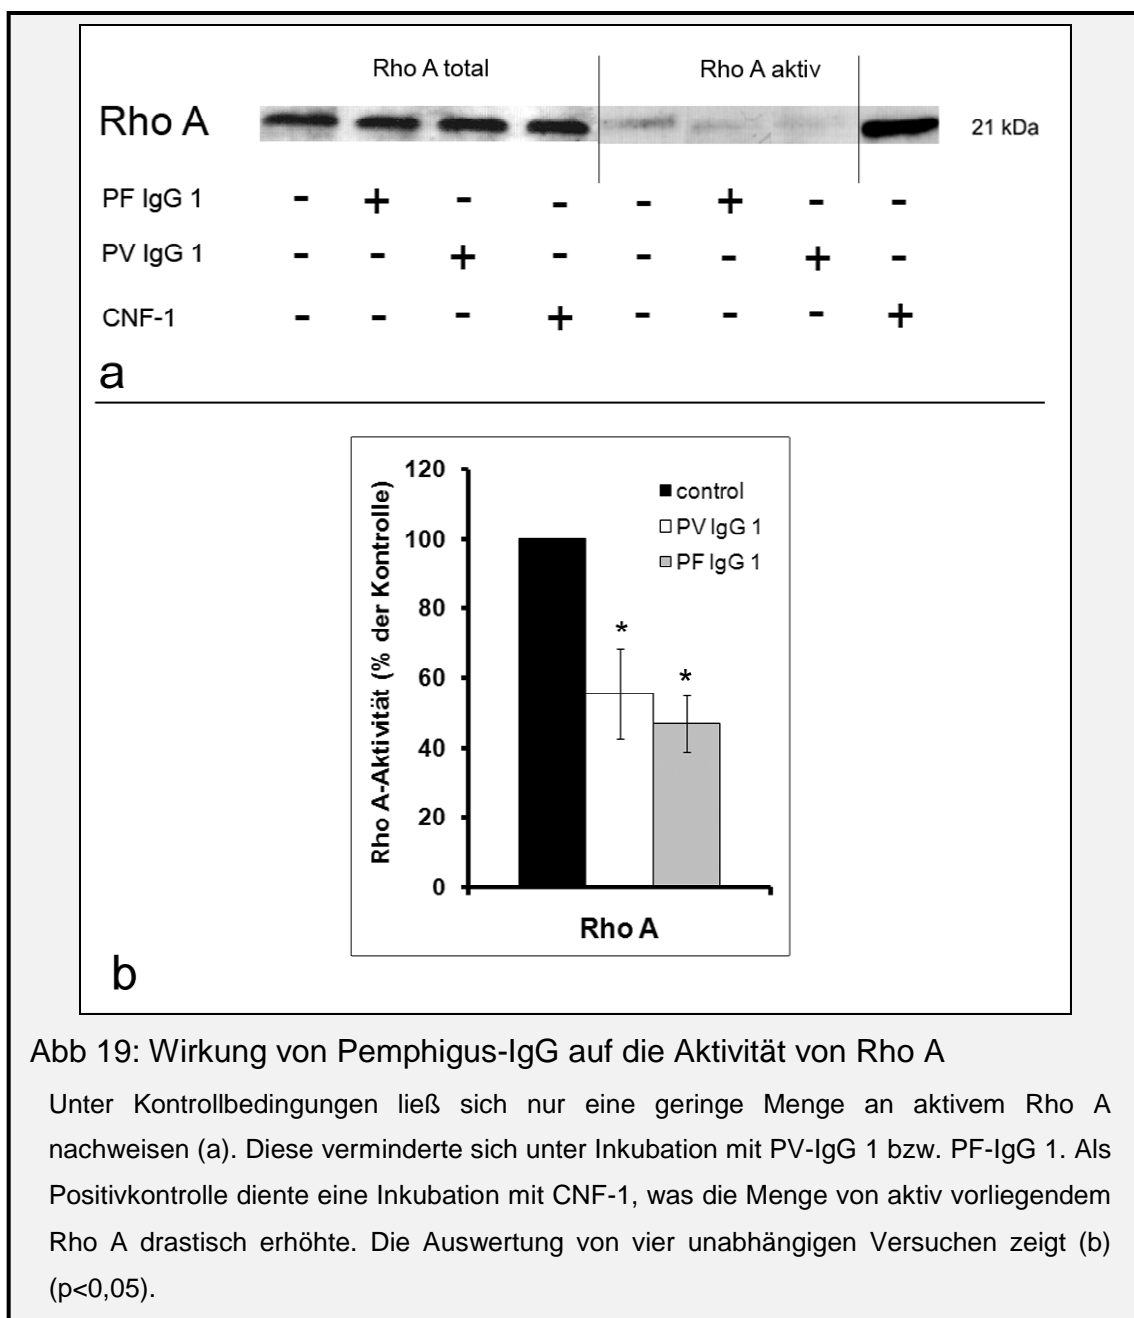 Rho A total Rho A aktiv
Rho A 21 kDa
PF IgG 1 - + - - - + - -
PV IgG 1 - - + - - - + -
CNF-1 - - - + - - - +
a
120
100
80
60
40
20
0
Rho A-Aktivität (% der Kontrolle)
control
PV IgG 1
PF IgG 1
*
*
Rho A
b
Abb 19: Wirkung von Pemphigus-IgG auf die Aktivität von Rho A
Unter Kontrollbedingungen ließ sich nur eine geringe Menge an aktivem Rho A
nachweisen (a). Diese verminderte sich unter Inkubation mit PV-IgG 1 bzw. PF-IgG 1. Als
Positivkontrolle diente eine Inkubation mit CNF-1, was die Menge von aktiv vorliegendem
Rho A drastisch erhöhte. Die Auswertung von vier unabhängigen Versuchen zeigt (b)
(p<0,05).